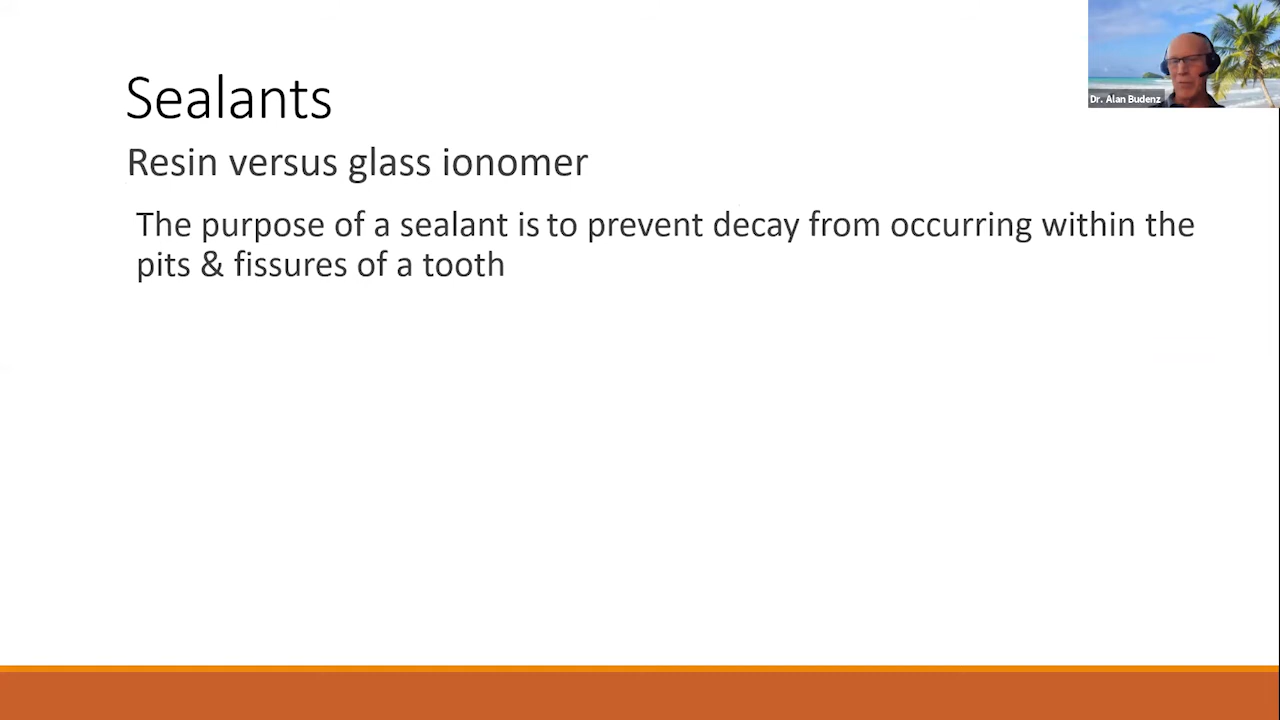 Sealants
Resin versus glass ionomer
The purpose of a sealant is to prevent decay from occurring within the
pits & fissures of a tooth
Dr. Alan Budenz